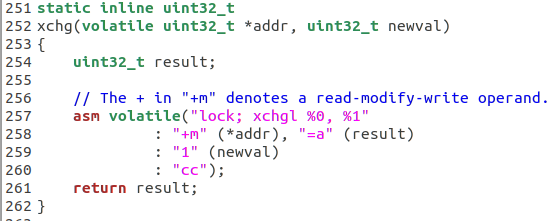 251 static inline uint32_t
252 xchg(volatile uint32_t *addr, uint32_t newval)
253 {
254     uint32_t result;
255
256     // The + in "+m" denotes a read-modify-write operand.
257     asm volatile("lock; xchgl %0, %1"
258              : "+m" (*addr), "=a" (result)
259              : "1" (newval)
260              : "cc");
261     return result;
262 }